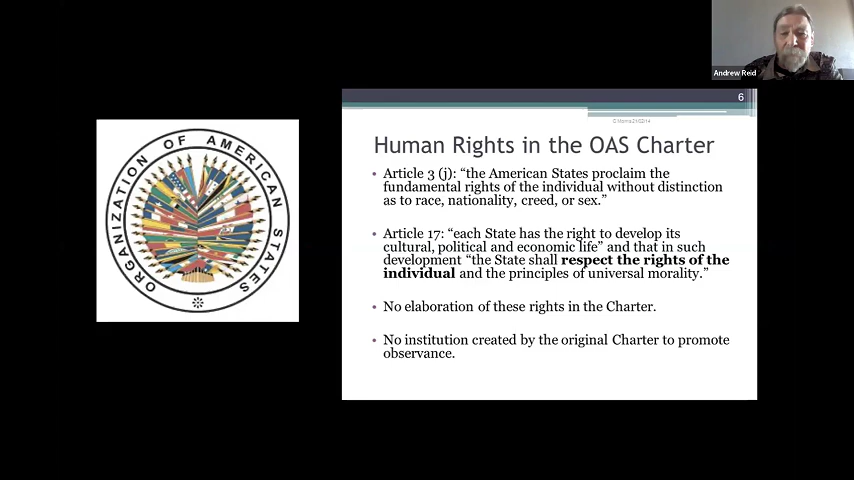 Andrew Reid
6
Human Rights in the OAS Charter
• Article 3 (j): “the American States proclaim the
fundamental rights of the individual without distinction
as to race, nationality, creed, or sex.”
• Article 17: “each State has the right to develop its
cultural, political and economic life” and that in such
development “the State shall respect the rights of the
individual and the principles of universal morality.”
• No elaboration of these rights in the Charter.
• No institution created by the original Charter to promote
observance.
ORGANIZATION OF AMERICAN STATES